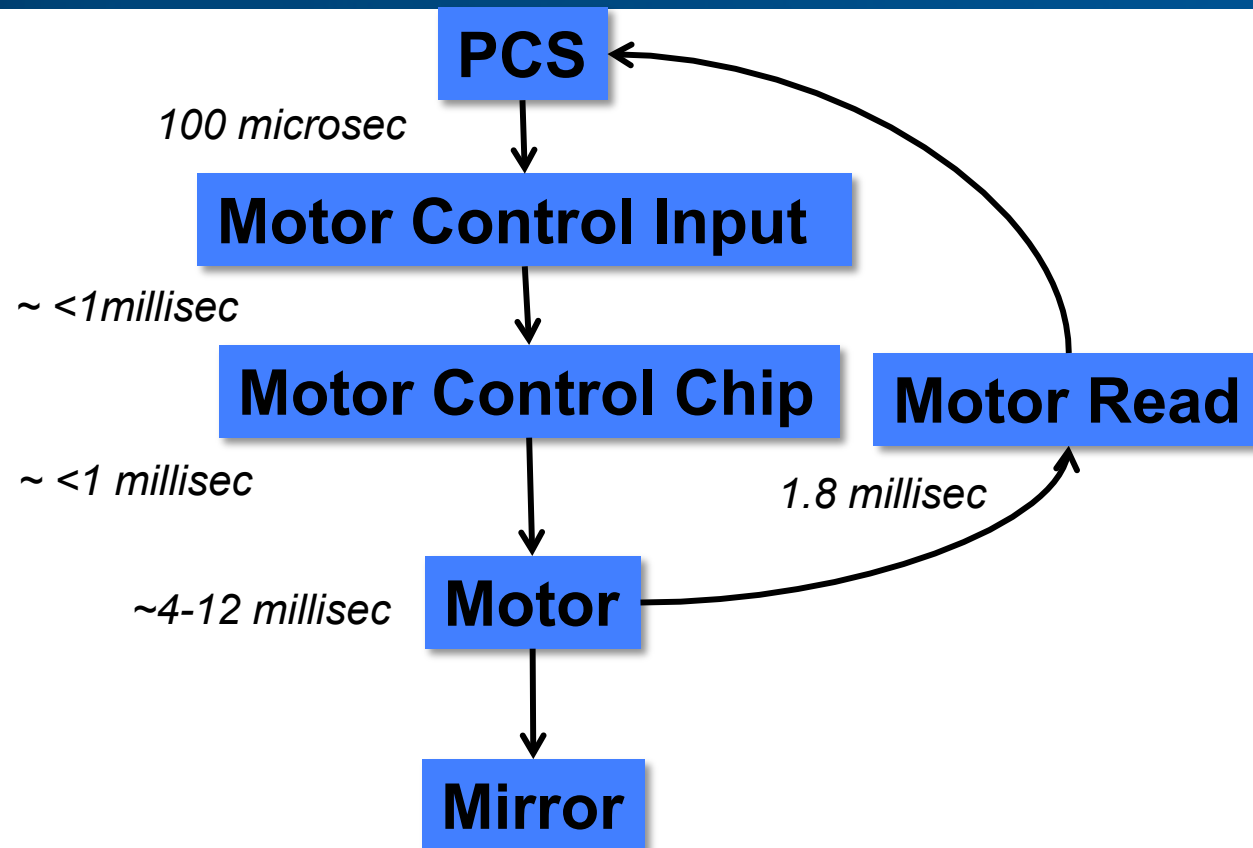 PCS
100 microsec
Motor Control Input
~ <1millisec
Motor Control Chip
Motor Read
~ <1 millisec
1.8 millisec
~4-12 millisec
Motor
Mirror